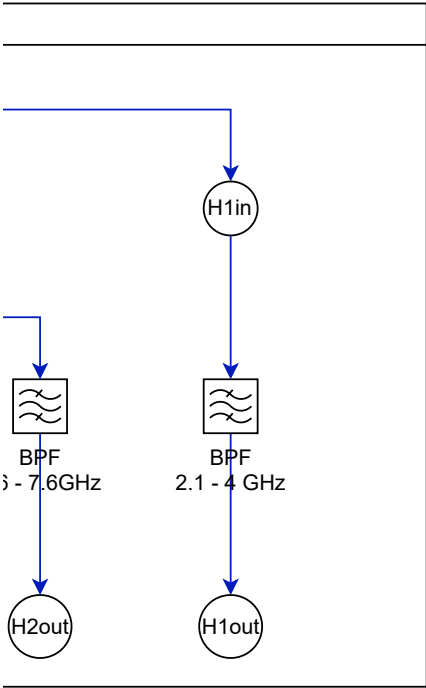 H1in
BPF
- 7.6GHz
BPF
2.1 - 4 GHz
H2out
H1out